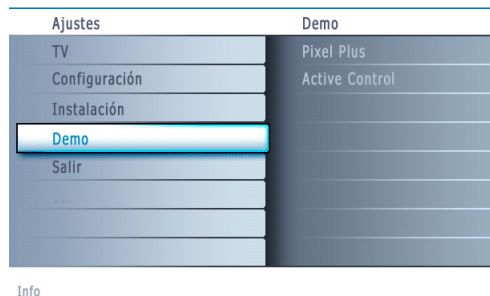 Ajustes
TV
Configuración
Instalación
Demo
Salir
Demo
Pixel Plus
Active Control
Info